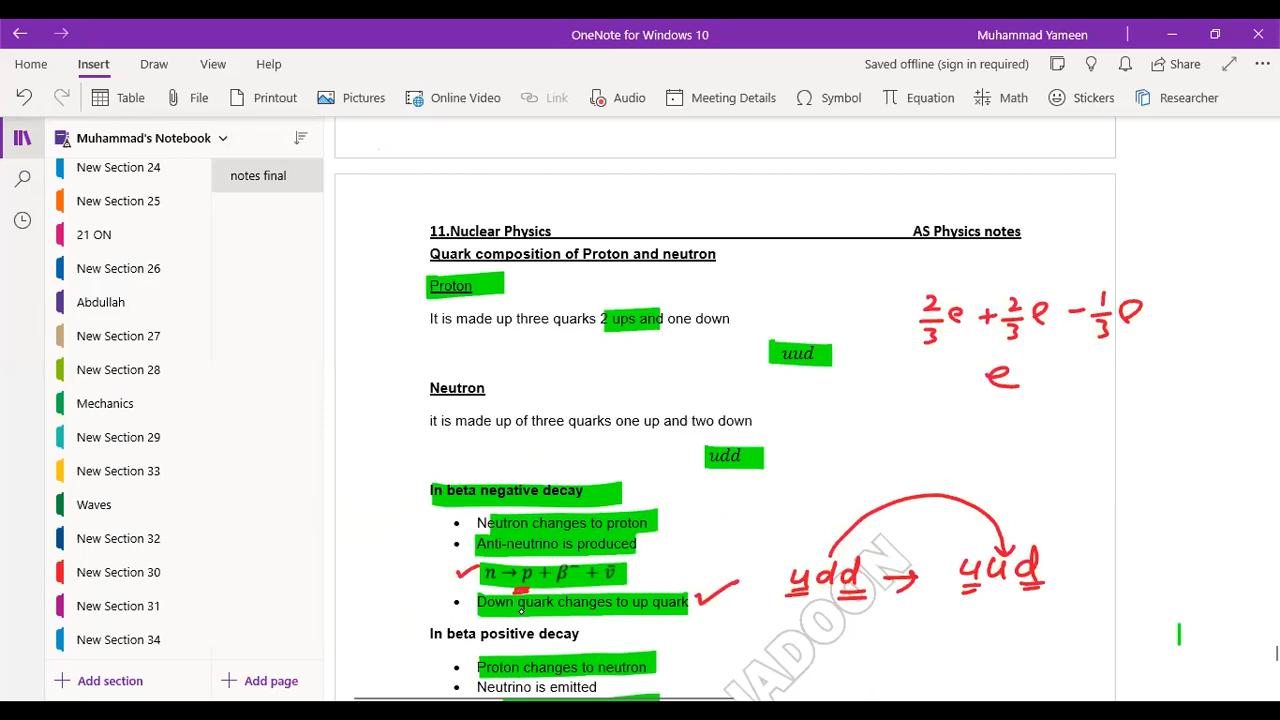 OneNote for Windows 10
Muhammad Yameen
Home Insert Draw View Help
Saved offline (sign in required) Share
Table File Printout Pictures Online Video Link Audio Meeting Details Symbol Equation Math Stickers Researcher
Muhammad's Notebook
New Section 24
New Section 25
21 ON
New Section 26
Abdullah
New Section 27
New Section 28
Mechanics
New Section 29
New Section 33
Waves
New Section 32
New Section 30
New Section 31
New Section 34
Add section
notes final
Add page
11.Nuclear Physics AS Physics notes
Quark composition of Proton and neutron
Proton
It is made up three quarks 2 ups and one down
uud
2/3 e + 2/3 e - 1/3 e
e
Neutron
it is made up of three quarks one up and two down
udd
In beta negative decay
• Neutron changes to proton
• Anti-neutrino is produced
n → p + β⁻ + ν̄
• Down quark changes to up quark
udd → uud
In beta positive decay
• Proton changes to neutron
• Neutrino is emitted
JADOON